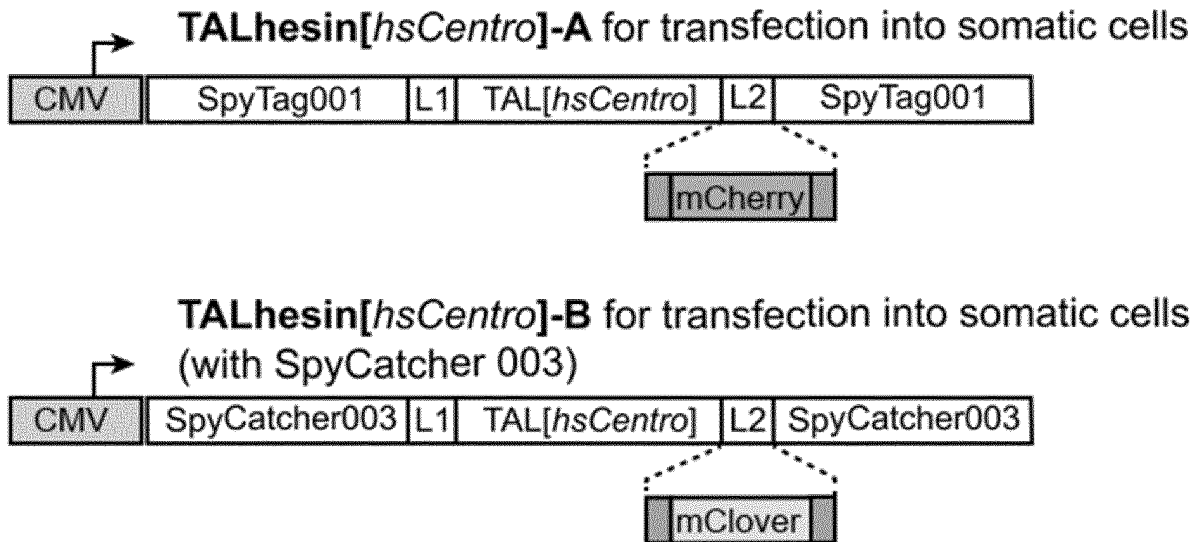 TALhesin[hsCentro]-A for transfection into somatic cells
CMV SpyTag001 L1 TAL[hsCentro] L2 SpyTag001
mCherry
TALhesin[hsCentro]-B for transfection into somatic cells
(with SpyCatcher 003)
CMV SpyCatcher003 L1 TAL[hsCentro] L2 SpyCatcher003
mClover